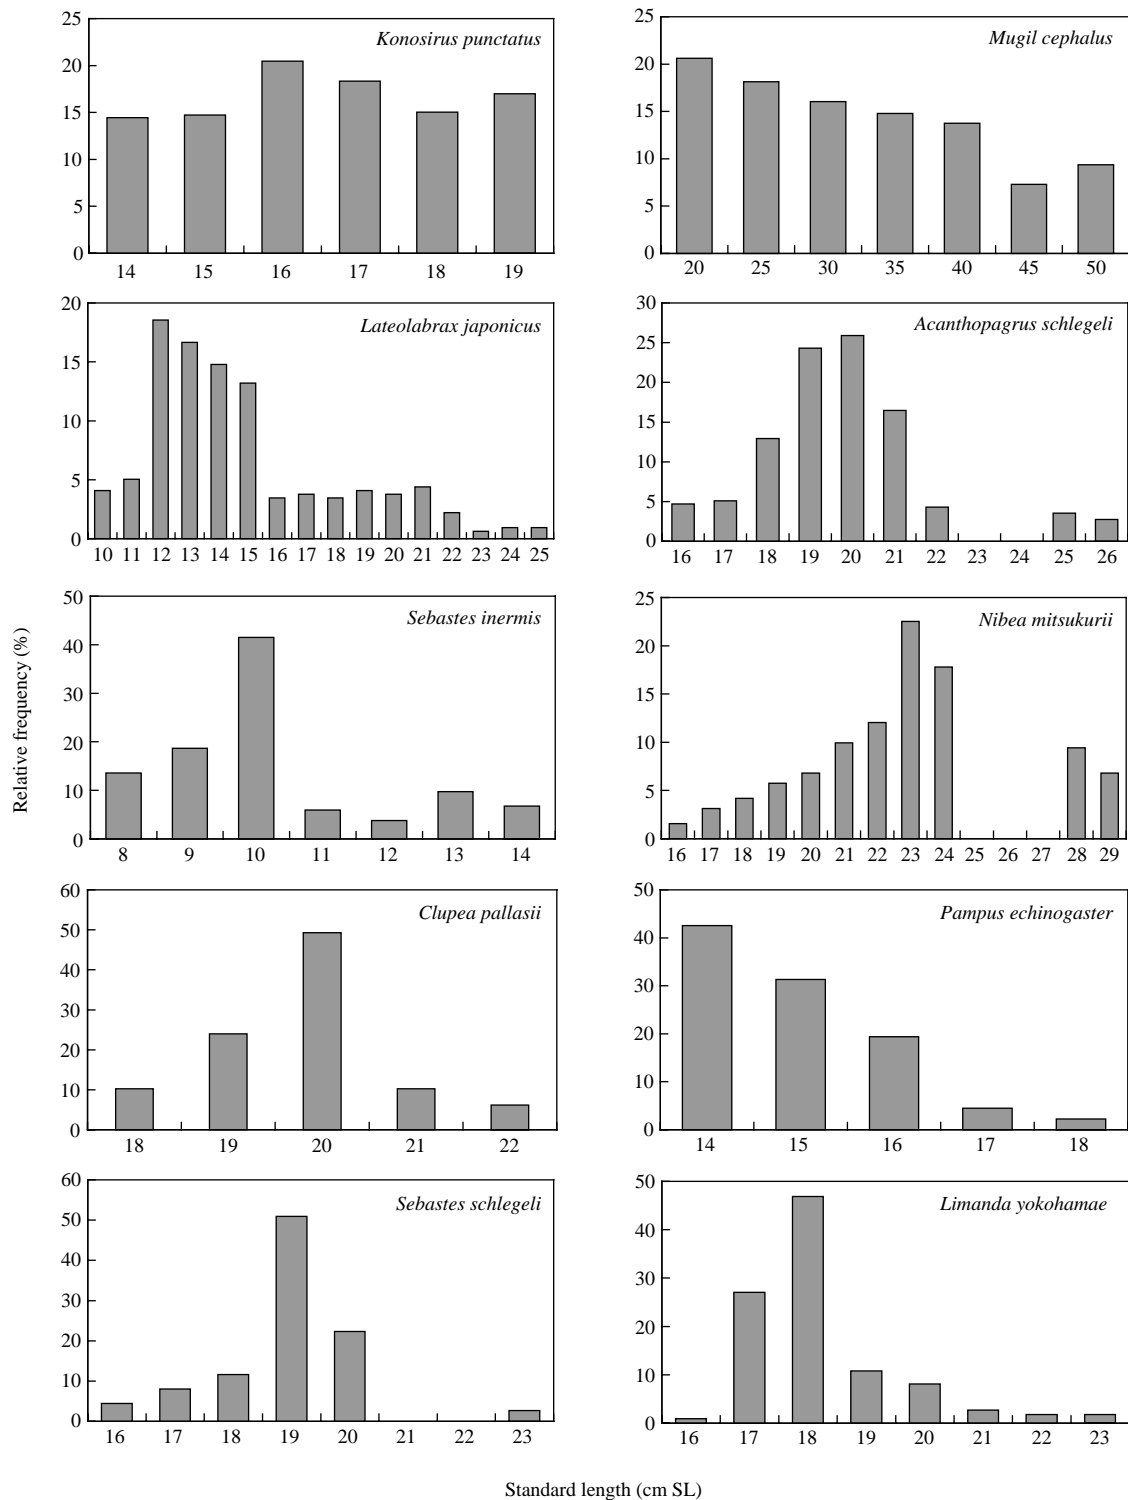 25
20
15
10
5
0
Konosirus punctatus
14 15 16 17 18 19
25
20
15
10
5
0
Mugil cephalus
20 25 30 35 40 45 50
20
15
10
5
0
Lateolabrax japonicus
10 11 12 13 14 15 16 17 18 19 20 21 22 23 24 25
30
25
20
15
10
5
0
Acanthopagrus schlegeli
16 17 18 19 20 21 22 23 24 25 26
Relative frequency (%)
50
40
30
20
10
0
Sebastes inermis
8 9 10 11 12 13 14
25
20
15
10
5
0
Nibea mitsukurii
16 17 18 19 20 21 22 23 24 25 26 27 28 29
60
50
40
30
20
10
0
Clupea pallasii
18 19 20 21 22
50
40
30
20
10
0
Pampus echinogaster
14 15 16 17 18
60
50
40
30
20
10
0
Sebastes schlegeli
16 17 18 19 20 21 22 23
50
40
30
20
10
0
Limanda yokohamae
16 17 18 19 20 21 22 23
Standard length (cm SL)